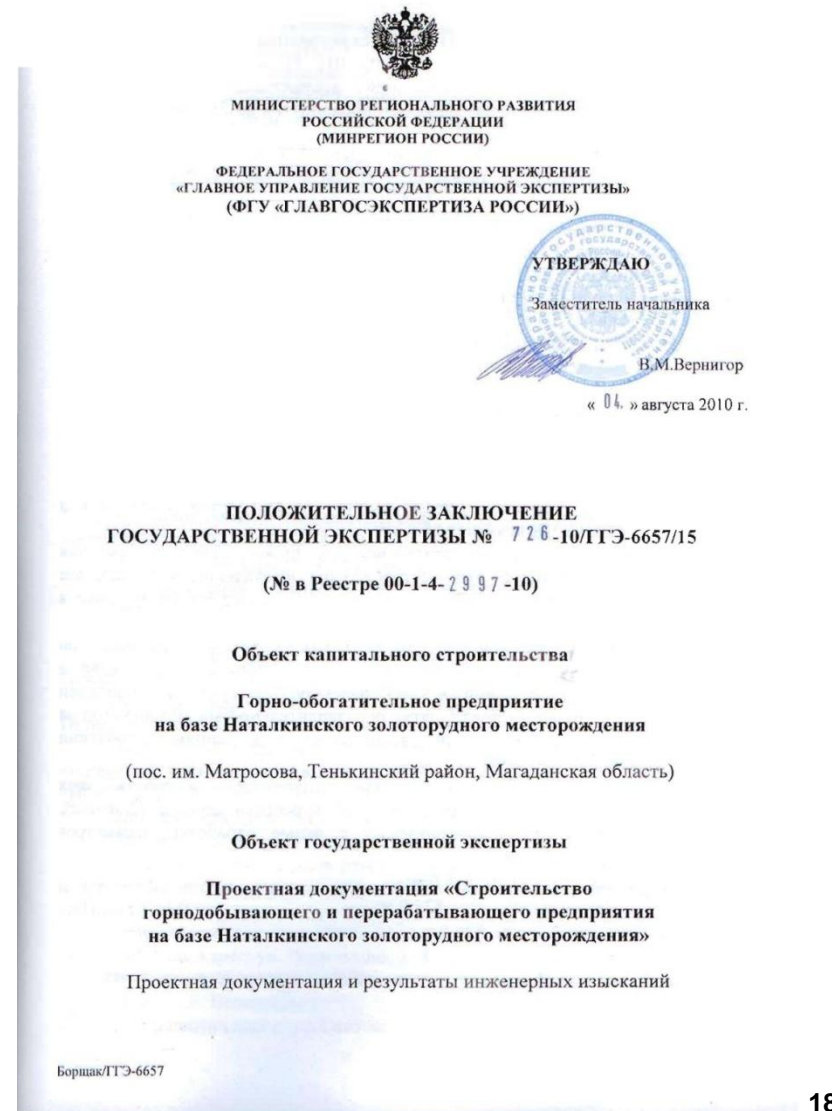 МИНИСТЕРСТВО РЕГИОНАЛЬНОГО РАЗВИТИЯ
РОССИЙСКОЙ ФЕДЕРАЦИИ
(МИНРЕГИОН РОССИИ)
ФЕДЕРАЛЬНОЕ ГОСУДАРСТВЕННОЕ УЧРЕЖДЕНИЕ
«ГЛАВНОЕ УПРАВЛЕНИЕ ГОСУДАРСТВЕННОЙ ЭКСПЕРТИЗЫ»
(ФГУ «ГЛАВГОСЭКСПЕРТИЗА РОССИИ»)
УТВЕРЖДАЮ
Заместитель начальника
В.М.Вернигор
« 04. » августа 2010 г.
ПОЛОЖИТЕЛЬНОЕ ЗАКЛЮЧЕНИЕ
ГОСУДАРСТВЕННОЙ ЭКСПЕРТИЗЫ № 726-10/ГГЭ-6657/15
(№ в Реестре 00-1-4-2997-10)
Объект капитального строительства
Горно-обогатительное предприятие
на базе Наталкинского золоторудного месторождения
(пос. им. Матросова, Тенькинский район, Магаданская область)
Объект государственной экспертизы
Проектная документация «Строительство
горнодобывающего и перерабатывающего предприятия
на базе Наталкинского золоторудного месторождения»
Проектная документация и результаты инженерных изысканий
Борщак/ГГЭ-6657
18